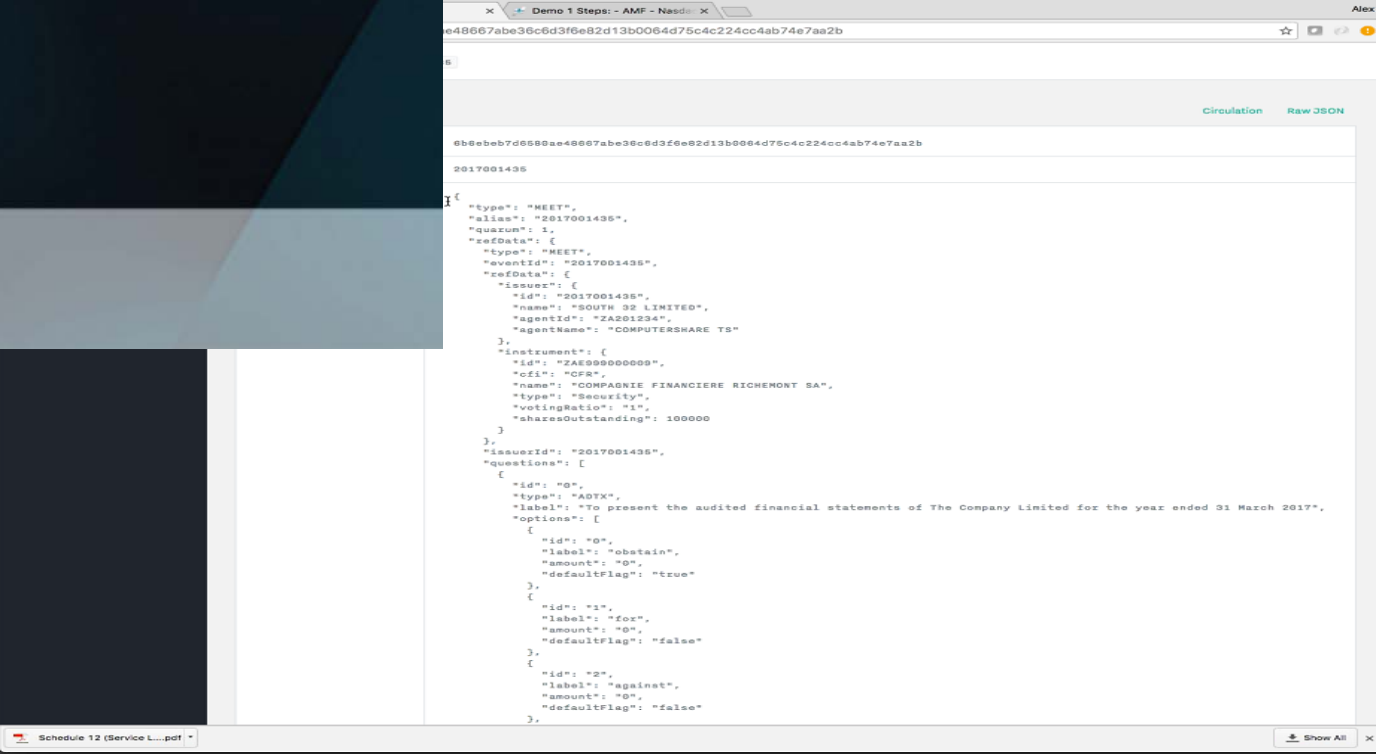 Demo 1 Steps: - AMF - Nasda
Alex
e48667abe36c6d3f6e82d13b0064d75c4c224cc4ab74e7aa2b
s
Circulation Raw JSON
6b6ebeb7d6580ae48667abe36c6d3f6e82d13b0064d75c4c224cc4ab74e7aa2b
2017001435
{
"type": "MEET",
"alias": "2017001435",
"quarum": 1,
"refData": {
"type": "MEET",
"eventId": "2017001435",
"refData": {
"issuer": {
"id": "2017001435",
"name": "SOUTH 32 LIMITED",
"agentId": "ZA201234",
"agentName": "COMPUTERSHARE TS"
},
"instrument": {
"id": "ZAE999000009",
"cfi": "CFR",
"name": "COMPAGNIE FINANCIERE RICHEMONT SA",
"type": "Security",
"votingRatio": "1",
"sharesOutstanding": 100000
}
},
"issuerId": "2017001435",
"questions": [
{
"id": "0",
"type": "ADTX",
"label": "To present the audited financial statements of The Company Limited for the year ended 31 March 2017",
"options": [
{
"id": "0",
"label": "obstain",
"amount": "0",
"defaultFlag": "true"
},
{
"id": "1",
"label": "for",
"amount": "0",
"defaultFlag": "false"
},
{
"id": "2",
"label": "against",
"amount": "0",
"defaultFlag": "false"
},
Schedule 12 (Service L....pdf
Show All